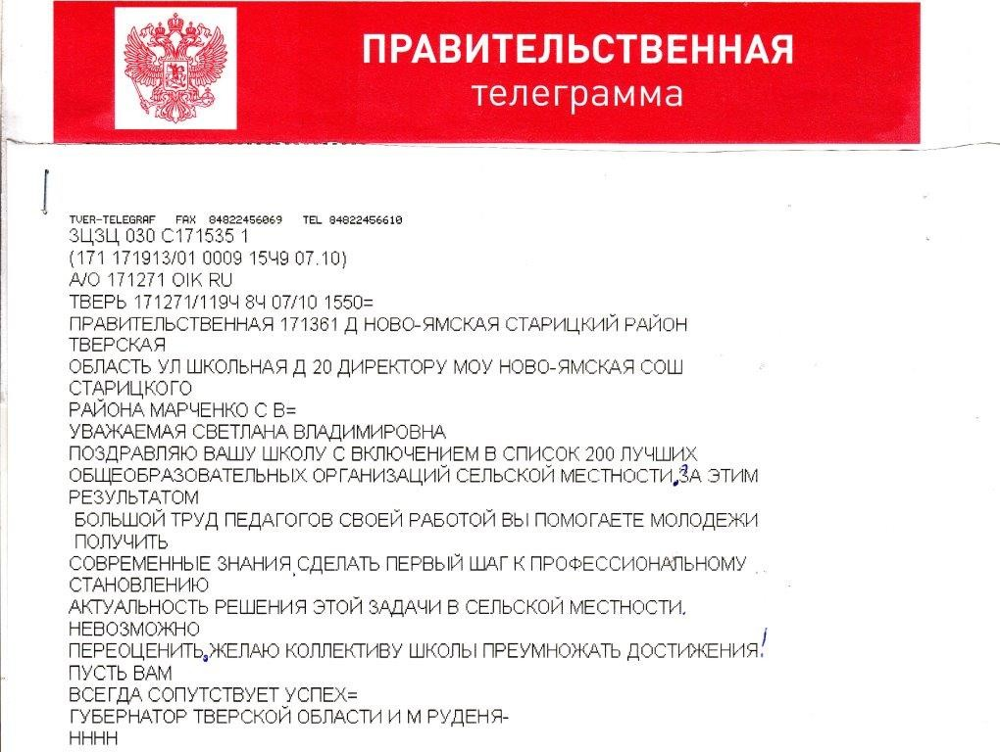 ПРАВИТЕЛЬСТВЕННАЯ
телеграмма
TVER-TELEGRAF FAX 84822456069 TEL 84822456610
ЗЦЗЦ 030 С171535 1
(171 171913/01 0009 15Ч9 07.10)
А/О 171271 OIK RU
ТВЕРЬ 171271/119Ч 8Ч 07/10 1550=
ПРАВИТЕЛЬСТВЕННАЯ 171361 Д НОВО-ЯМСКАЯ СТАРИЦКИЙ РАЙОН
ТВЕРСКАЯ
ОБЛАСТЬ УЛ ШКОЛЬНАЯ Д 20 ДИРЕКТОРУ МОУ НОВО-ЯМСКАЯ СОШ
СТАРИЦКОГО
РАЙОНА МАРЧЕНКО С В=
УВАЖАЕМАЯ СВЕТЛАНА ВЛАДИМИРОВНА
ПОЗДРАВЛЯЮ ВАШУ ШКОЛУ С ВКЛЮЧЕНИЕМ В СПИСОК 200 ЛУЧШИХ
ОБЩЕОБРАЗОВАТЕЛЬНЫХ ОРГАНИЗАЦИЙ СЕЛЬСКОЙ МЕСТНОСТИ,ЗА ЭТИМ
РЕЗУЛЬТАТОМ
БОЛЬШОЙ ТРУД ПЕДАГОГОВ СВОЕЙ РАБОТОЙ ВЫ ПОМОГАЕТЕ МОЛОДЕЖИ
ПОЛУЧИТЬ
СОВРЕМЕННЫЕ ЗНАНИЯ,СДЕЛАТЬ ПЕРВЫЙ ШАГ К ПРОФЕССИОНАЛЬНОМУ
СТАНОВЛЕНИЮ
АКТУАЛЬНОСТЬ РЕШЕНИЯ ЭТОЙ ЗАДАЧИ В СЕЛЬСКОЙ МЕСТНОСТИ.
НЕВОЗМОЖНО
ПЕРЕОЦЕНИТЬ,ЖЕЛАЮ КОЛЛЕКТИВУ ШКОЛЫ ПРЕУМНОЖАТЬ ДОСТИЖЕНИЯ!
ПУСТЬ ВАМ
ВСЕГДА СОПУТСТВУЕТ УСПЕХ=
ГУБЕРНАТОР ТВЕРСКОЙ ОБЛАСТИ И М РУДЕНЯ-
НННН